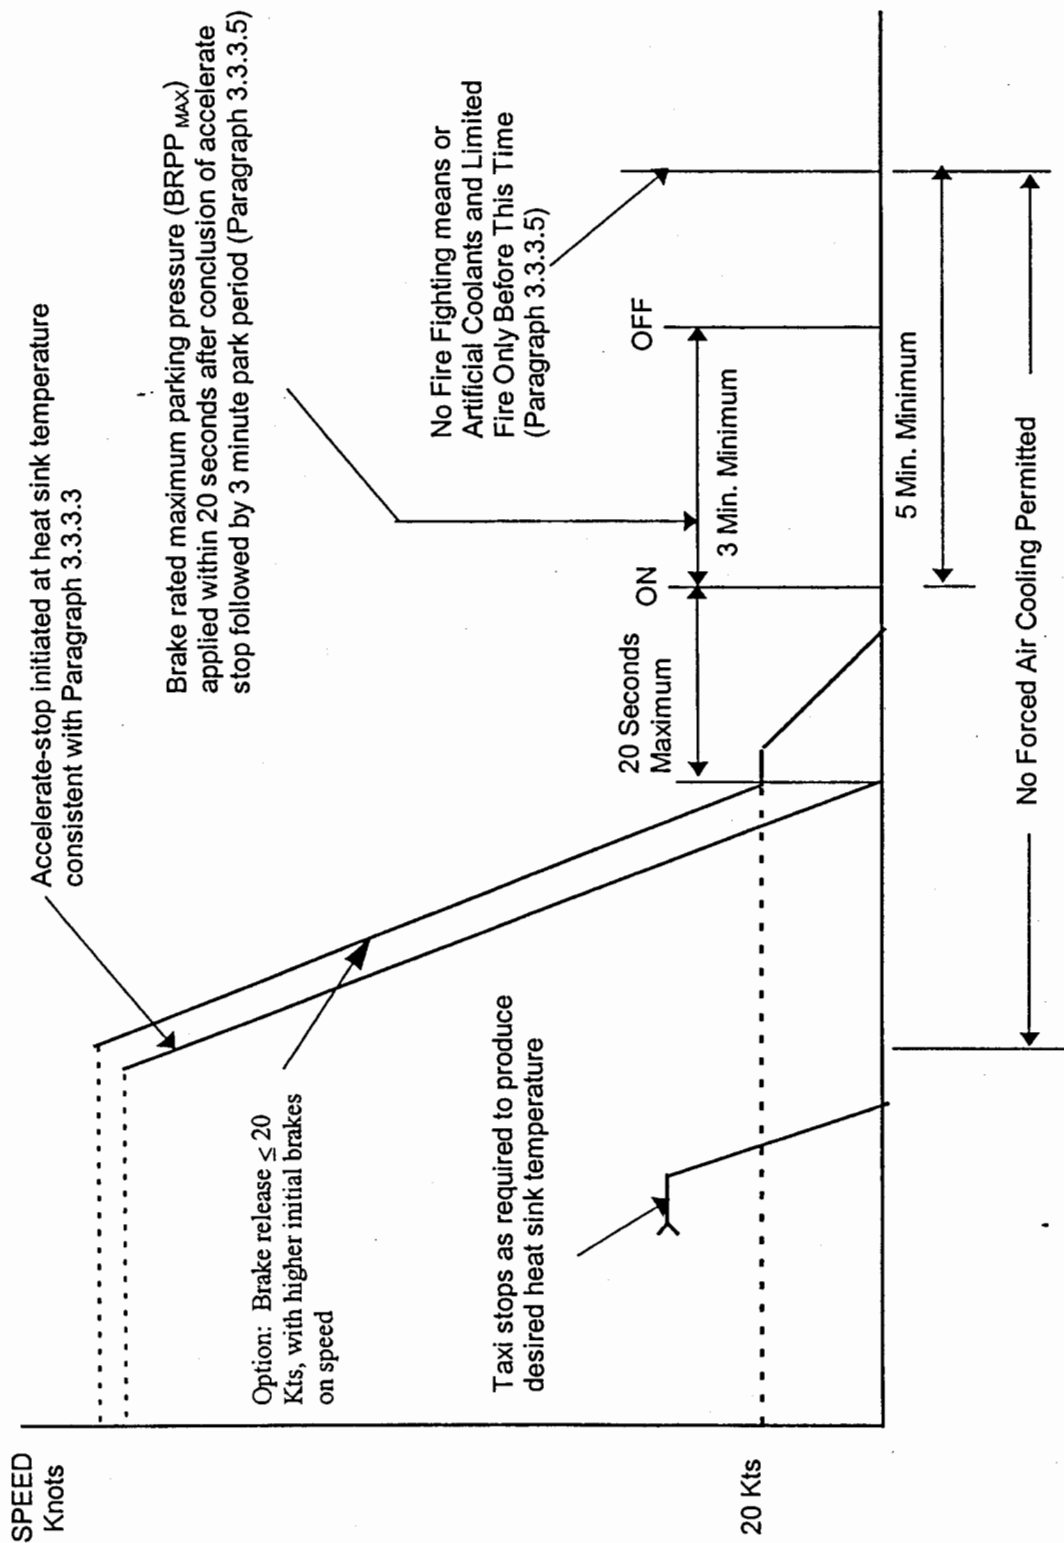 SPEED
Knots
Accelerate-stop initiated at heat sink temperature
consistent with Paragraph 3.3.3.3
Brake rated maximum parking pressure (BRPP MAX)
applied within 20 seconds after conclusion of accelerate
stop followed by 3 minute park period (Paragraph 3.3.3.5)
Option: Brake release ≤ 20
Kts, with higher initial brakes
on speed
No Fire Fighting means or
Artificial Coolants and Limited
Fire Only Before This Time
(Paragraph 3.3.3.5)
Taxi stops as required to produce
desired heat sink temperature
20 Seconds
Maximum
ON
OFF
3 Min. Minimum
20 Kts
5 Min. Minimum
No Forced Air Cooling Permitted